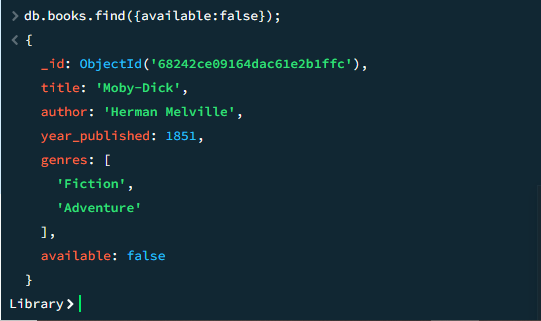 > db.books.find({available:false});
< {
_id: ObjectId('68242ce09164dac61e2b1ffc'),
title: 'Moby-Dick',
author: 'Herman Melville',
year_published: 1851,
genres: [
'Fiction',
'Adventure'
],
available: false
}
Library>